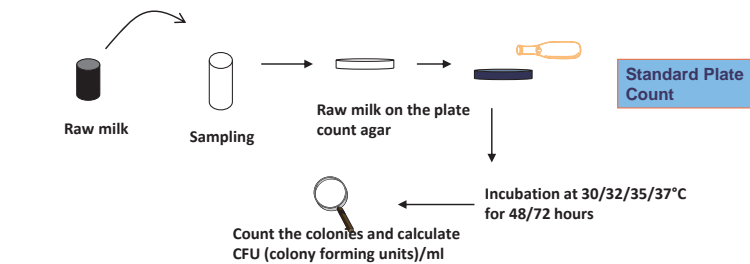 Raw milk
Sampling
Raw milk on the plate
count agar
Standard Plate
Count
Incubation at 30/32/35/37°C
for 48/72 hours
Count the colonies and calculate
CFU (colony forming units)/ml